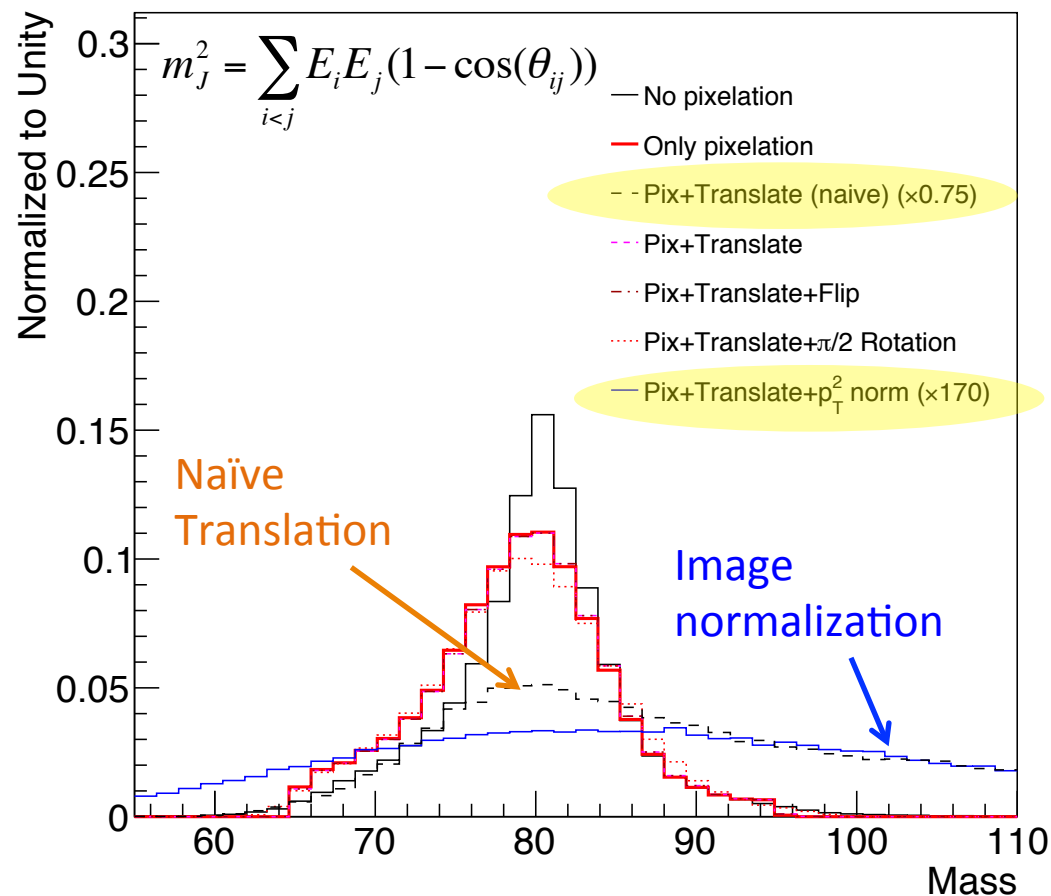 Normalized to Unity
0.3
0.25
0.2
0.15
0.1
0.05
0
m_J^2 = \sum_{i<j} E_i E_j (1 − cos(θ_{ij}))
No pixelation
Only pixelation
Pix+Translate (naive) (×0.75)
Pix+Translate
Pix+Translate+Flip
Pix+Translate+π/2 Rotation
Pix+Translate+p_T^2 norm (×170)
Naïve
Translation
Image
normalization
60 70 80 90 100 110
Mass